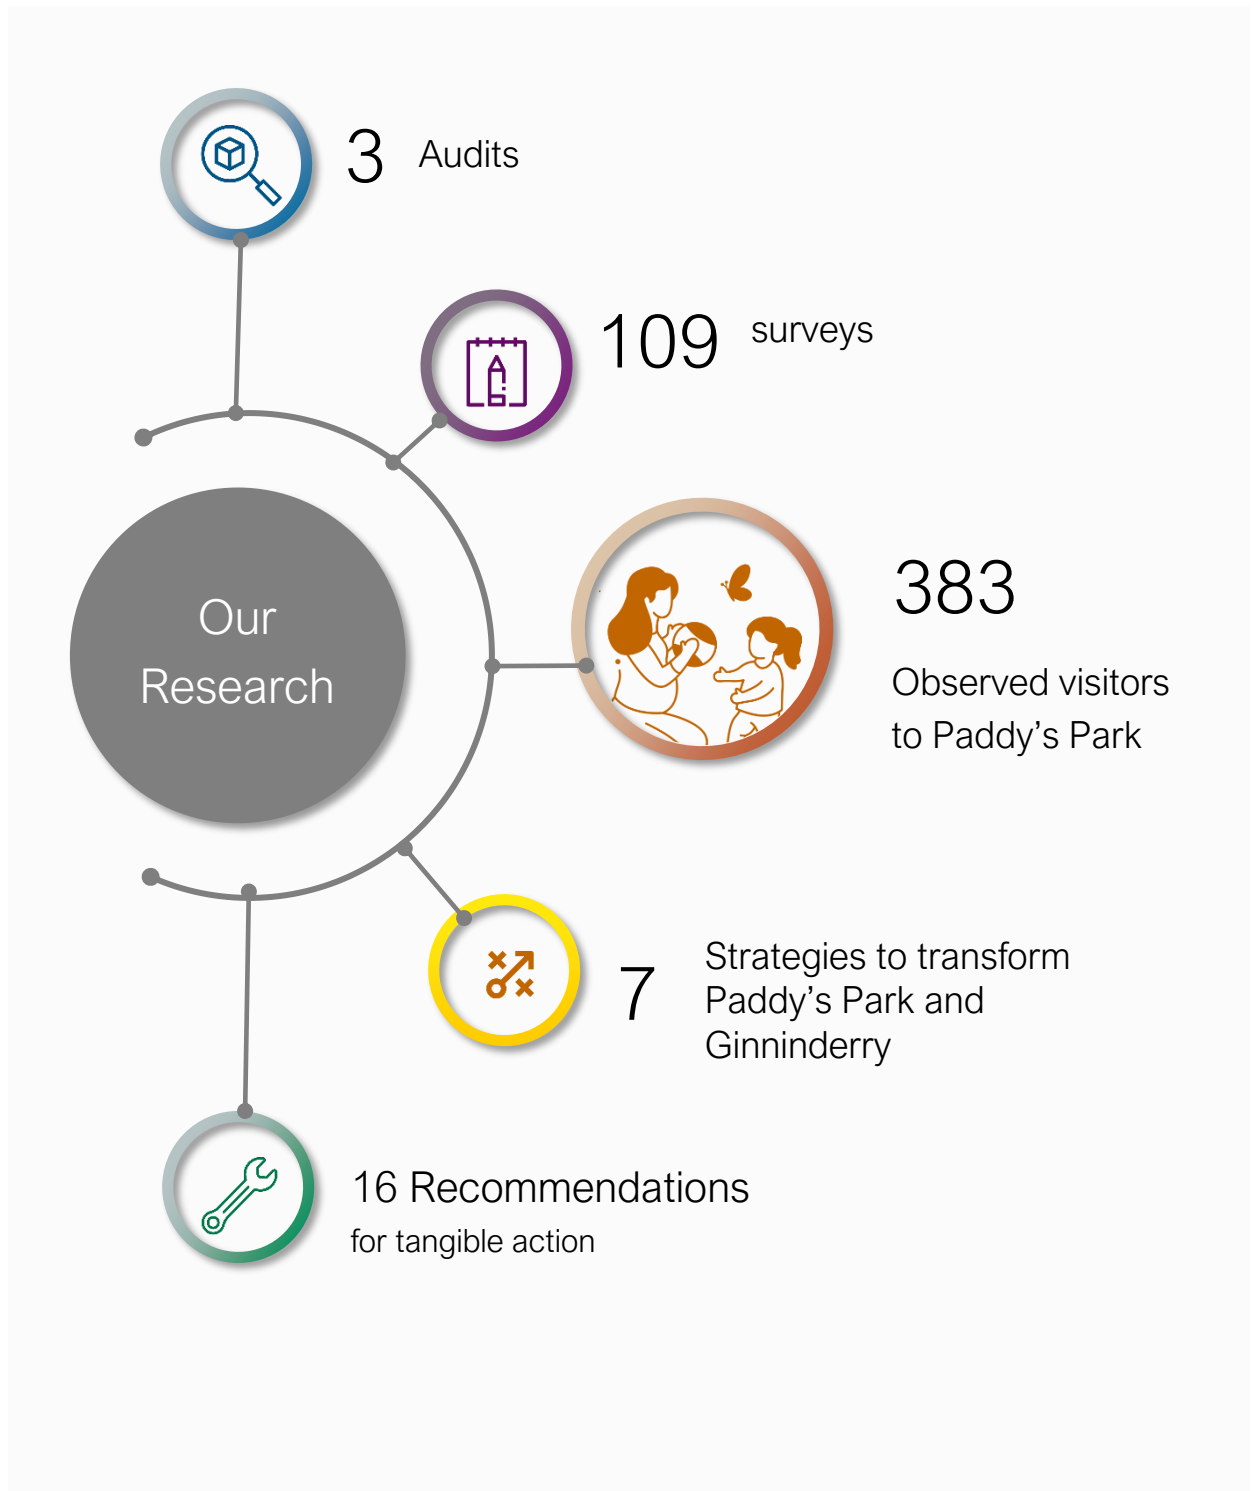 3 Audits
109 surveys
Our
Research
383
Observed visitors
to Paddy's Park
7
Strategies to transform
Paddy's Park and
Ginninderry
16 Recommendations
for tangible action